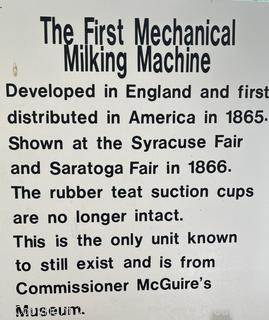 The First Mechanical
Milking Machine
Developed in England and first
distributed in America in 1865.
Shown at the Syracuse Fair
and Saratoga Fair in 1866.
The rubber teat suction cups
are no longer intact.
This is the only unit known
to still exist and is from
Commissioner McGuire's
Museum.